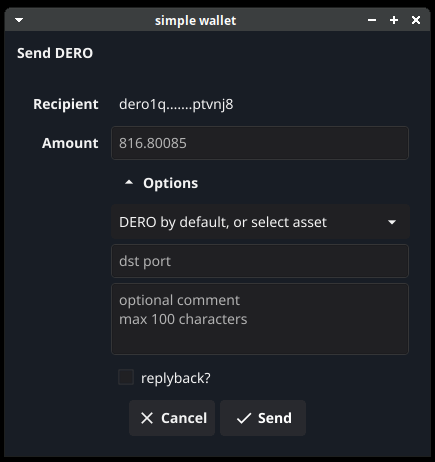 simple wallet
Send DERO
Recipient dero1q.......ptvnj8
Amount 816.80085
Options
DERO by default, or select asset
dst port
optional comment
max 100 characters
replyback?
Cancel Send